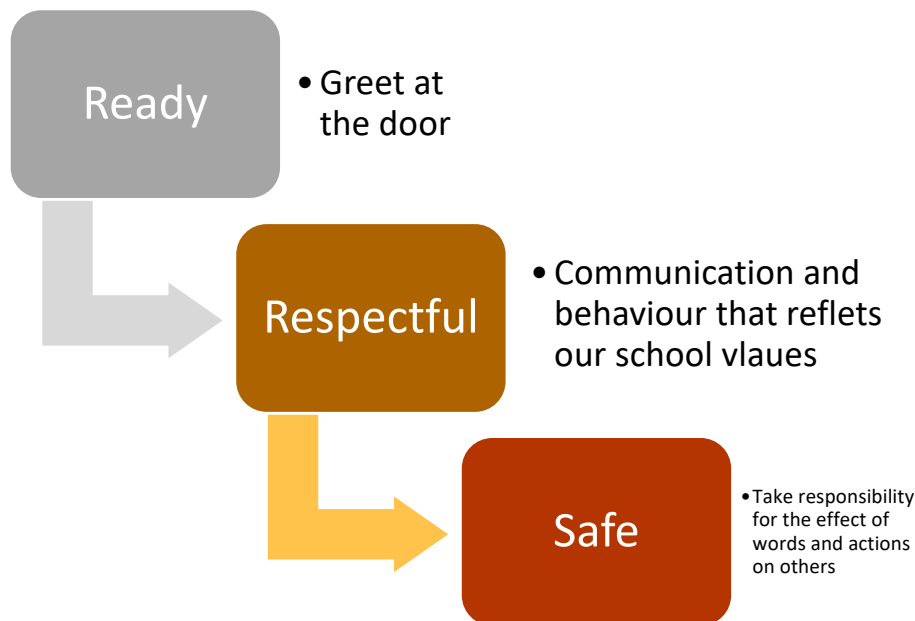 Ready
• Greet at
the door
Respectful
• Communication and
behaviour that reflets
our school vlaues
Safe
• Take responsibility
for the effect of
words and actions
on others